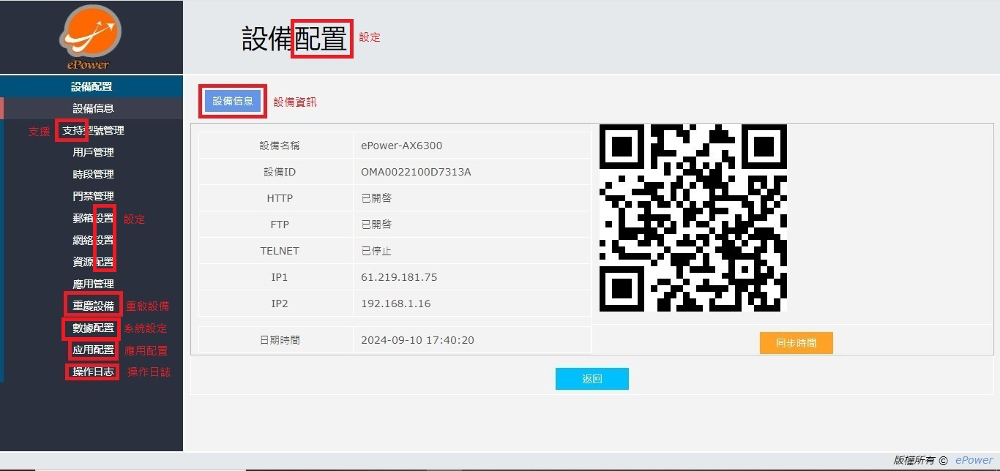 ePower
設備配置 設定
設備配置
設備信息
支援 支持型號管理
用戶管理
時段管理
門禁管理
郵箱設置 設定
網絡設置
資源配置
應用管理
重慶設備 重啟設備
數據配置 系統設定
应用配置 應用配置
操作日志 操作日誌
設備信息 設備資訊
設備名稱 ePower-AX6300
設備ID OMA0022100D7313A
HTTP 已開啓
FTP 已開啓
TELNET 已停止
IP1 61.219.181.75
IP2 192.168.1.16
日期時間 2024-09-10 17:40:20 同步時間
返回
版權所有 © ePower